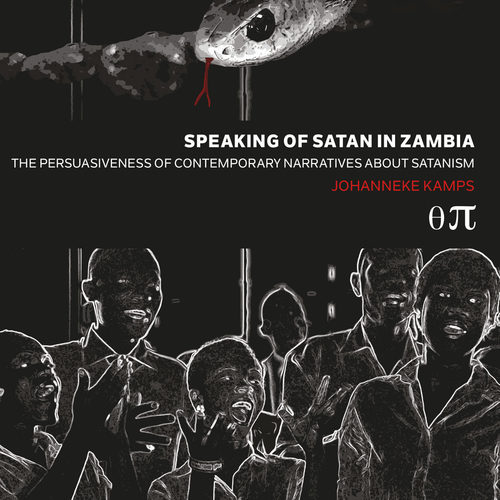 SPEAKING OF SATAN IN ZAMBIA
THE PERSUASIVENESS OF CONTEMPORARY NARRATIVES ABOUT SATANISM
JOHANNEKE KAMPS
θπ